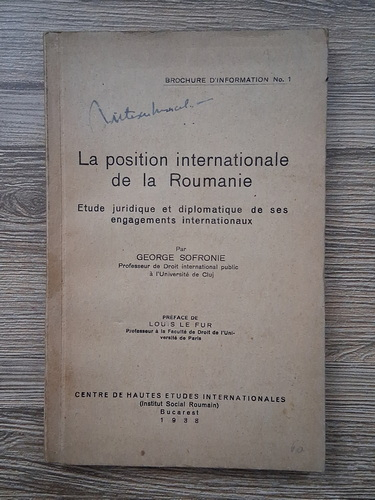 BROCHURE D'INFORMATION No. 1
La position internationale
de la Roumanie
Etude juridique et diplomatique de ses
engagements internationaux
Par
GEORGE SOFRONIE
Professeur de Droit international public
à l'Université de Cluj
PREFACE DE
LOUIS LE FUR
Professeur à la Faculté de Droit de l'Uni-
versité de Paris
CENTRE DE HAUTES ETUDES INTERNATIONALES
(Institut Social Roumain)
Bucarest
1938